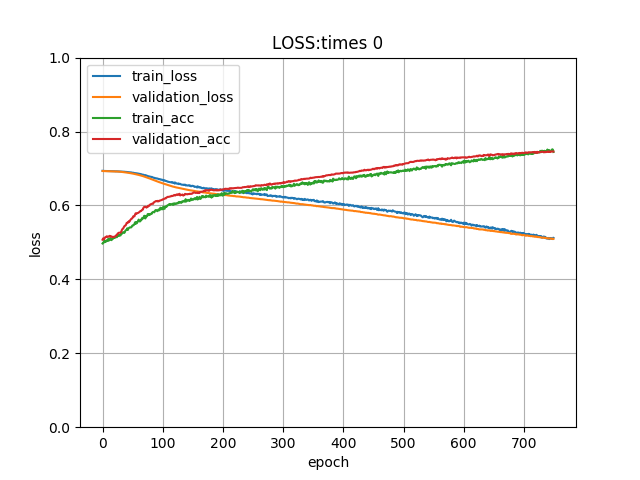 LOSS:times 0
train_loss
validation_loss
train_acc
validation_acc
1.0
0.8
0.6
0.4
0.2
0.0
loss
0 100 200 300 400 500 600 700
epoch